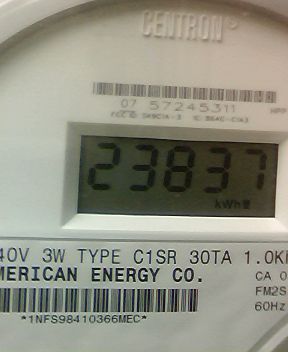 CENTRON®
07 57245311
23837
kWh
40V 3W TYPE C1SR 30TA 1.0K
MERICAN ENERGY CO.
CA 0
FM2S
60Hz
*1NFS98410366MEC*